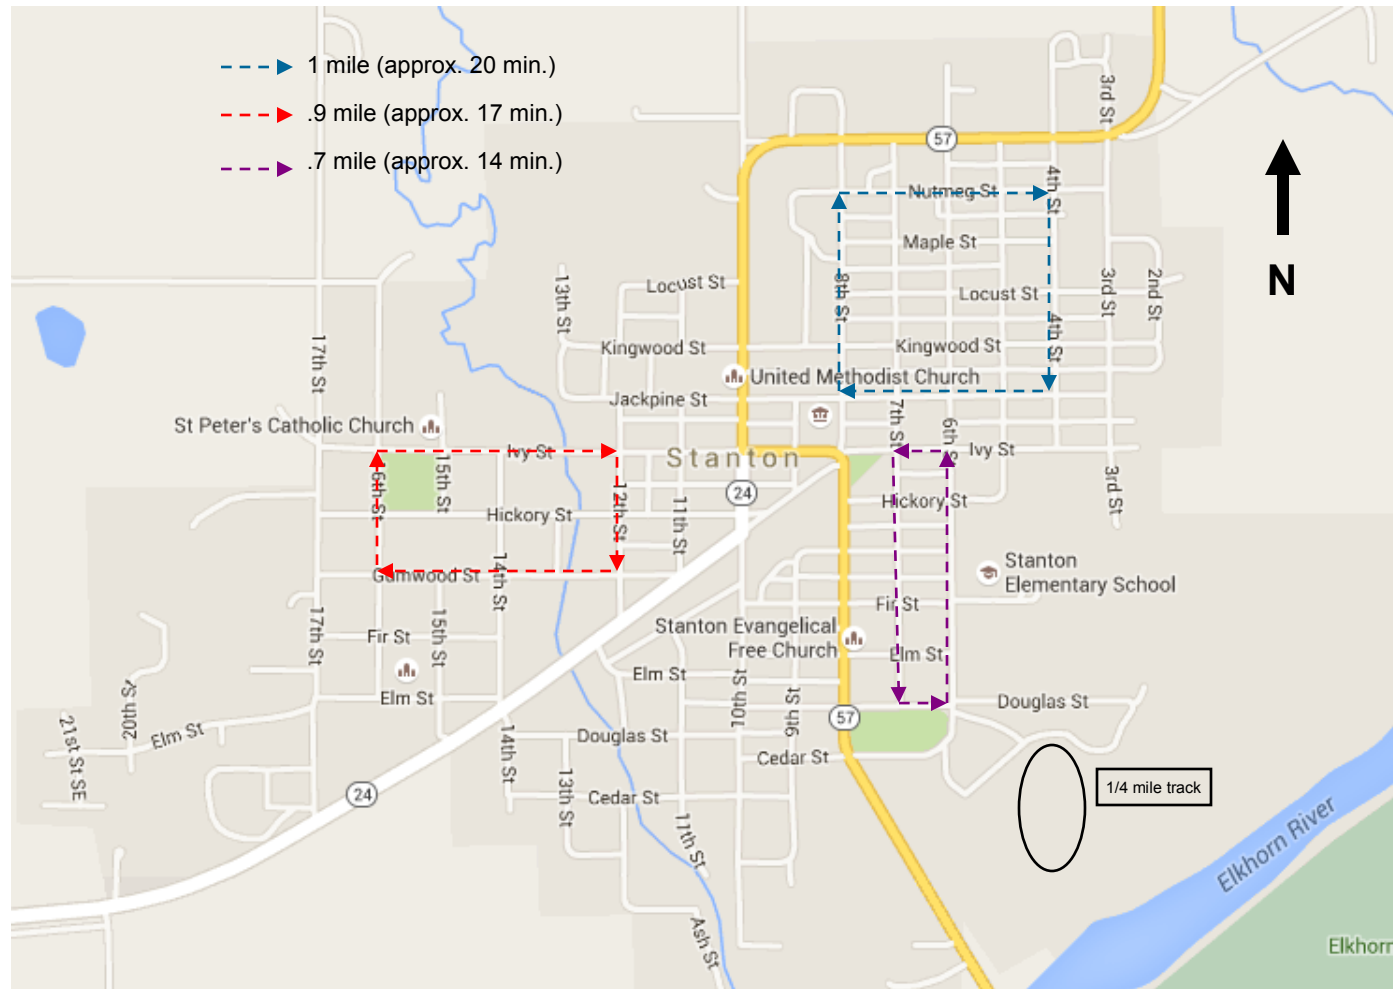 1 mile (approx. 20 min.)
.9 mile (approx. 17 min.)
.7 mile (approx. 14 min.)
3rd St
57
4th St
Nutmeg St
N
Maple St
13th St
Locust St
8th St
Locust St
3rd St
2nd St
17th St
Kingwood St
Kingwood St
4th St
United Methodist Church
Jackpine St
St Peter's Catholic Church
7th St
6th S
Ivy St
Stanton
Ivy St
16th St
15th St
12th St
11th St
24
3rd St
Hickory St
Hickory St
Gumwood St
14th St
Stanton
Elementary School
Fir St
17th St
Fir St
15th St
Stanton Evangelical
Free Church
Elm St
Elm St
Elm St
10th St
9th St
Douglas St
20th St
21st St SE
Elm St
57
14th St
Douglas St
Cedar St
24
13th St
Cedar St
1/4 mile track
11th St
Elkhorn River
Ash St
Elkhorn